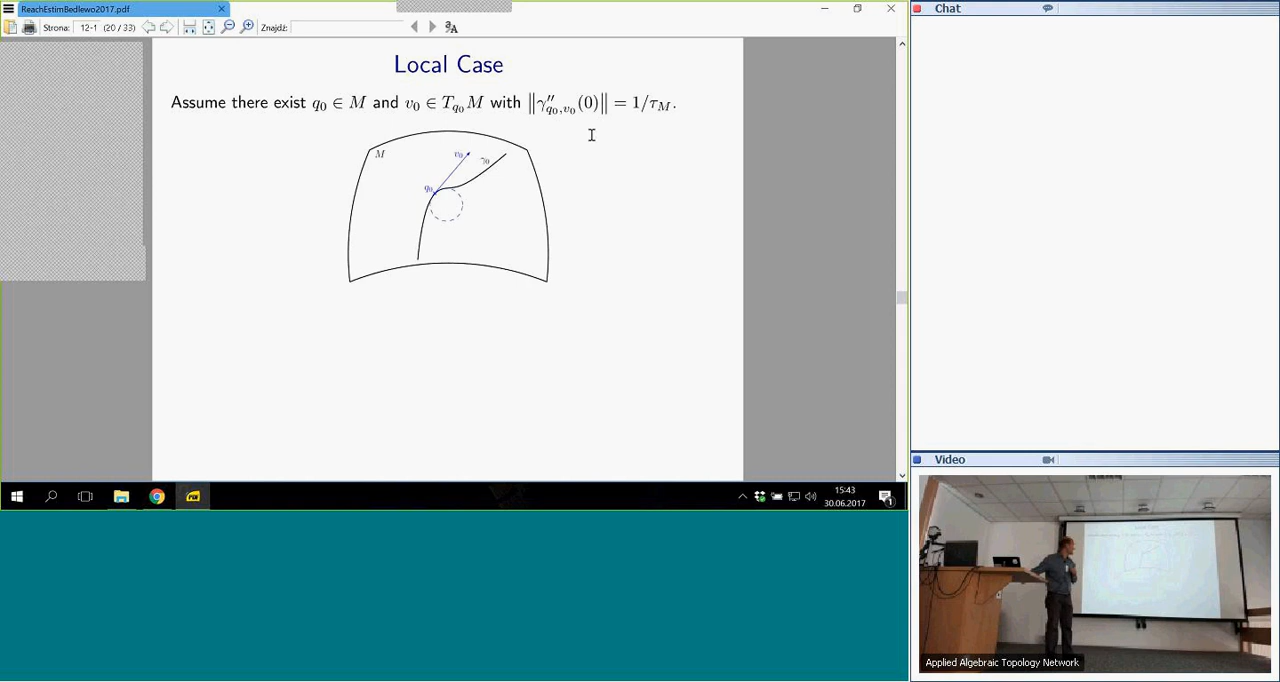 ReachEstimBedlewo2017.pdf
Strona: 12-1 (20 / 33)
Znajdź:
Local Case
Assume there exist q₀ ∈ M and v₀ ∈ T_{q₀}M with ‖γ″_{q₀,v₀}(0)‖ = 1/τ_M.
M
v₀
γ₀
q₀
15:43
30.06.2017
1
Chat
Video
Applied Algebraic Topology Network